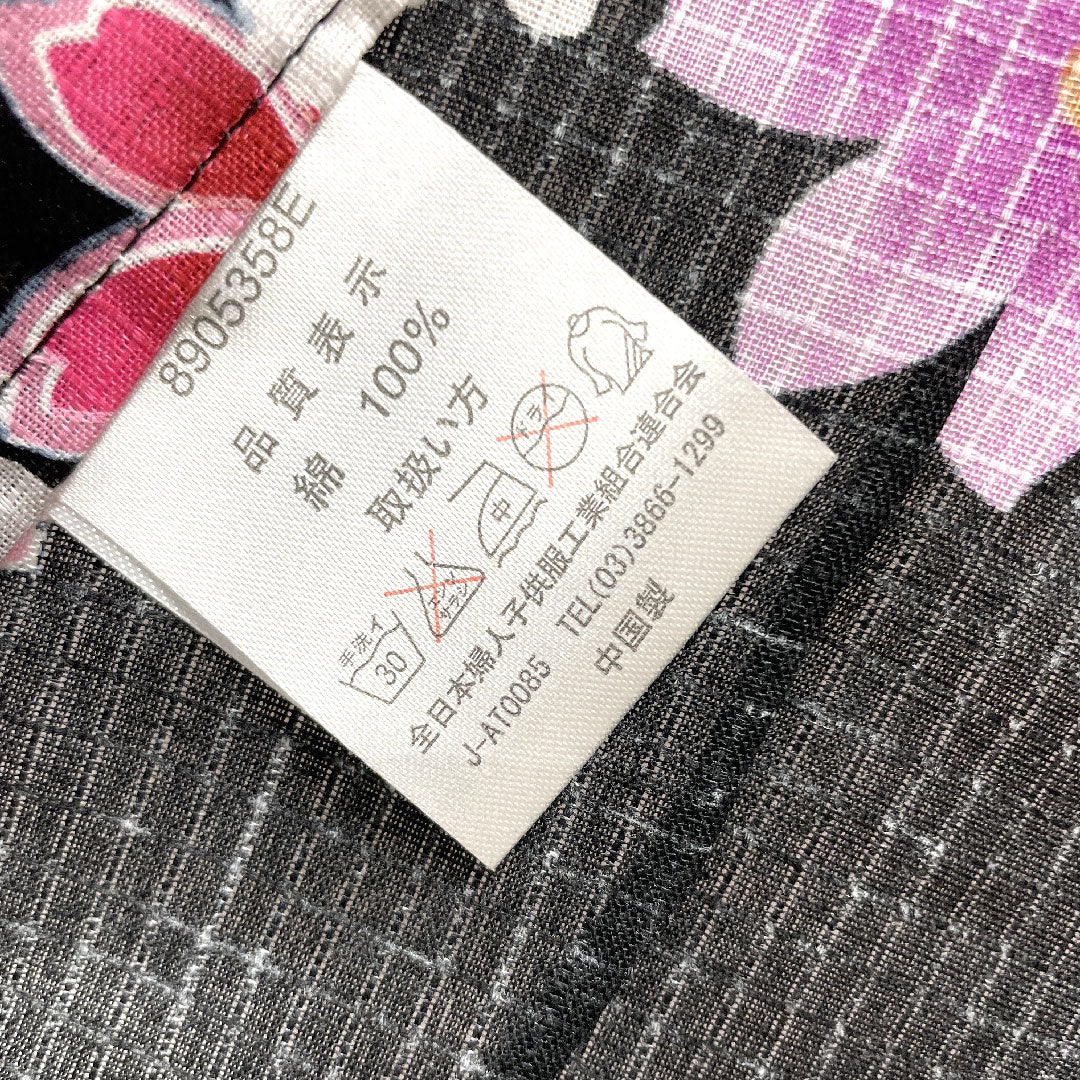 8905358E
品質表示
綿 100%
取扱い方
手洗イ
30
エンソ
サラシ
中
ドライ
全日本婦人子供服工業組合連合会
J-AT0085 TEL(03)3866-1299
中国製